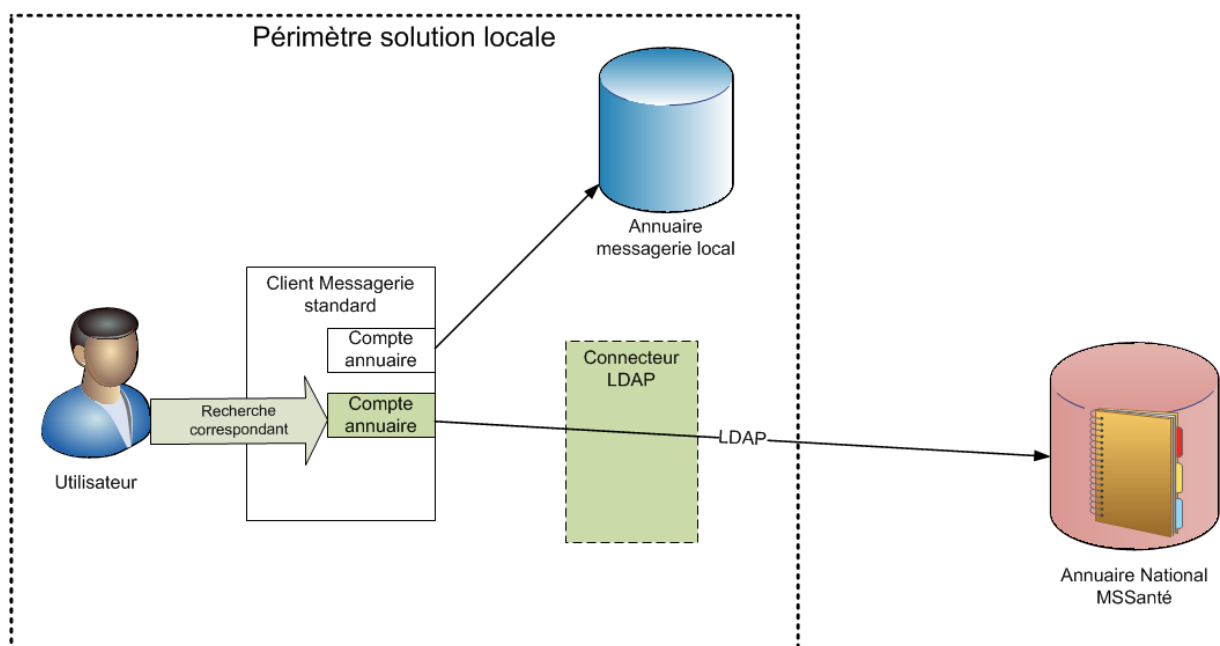 Périmètre solution locale
Annuaire
messagerie local
Client Messagerie
standard
Compte
annuaire
Connecteur
LDAP
Compte
annuaire
Recherche
correspondant
LDAP
Utilisateur
Annuaire National
MSSanté